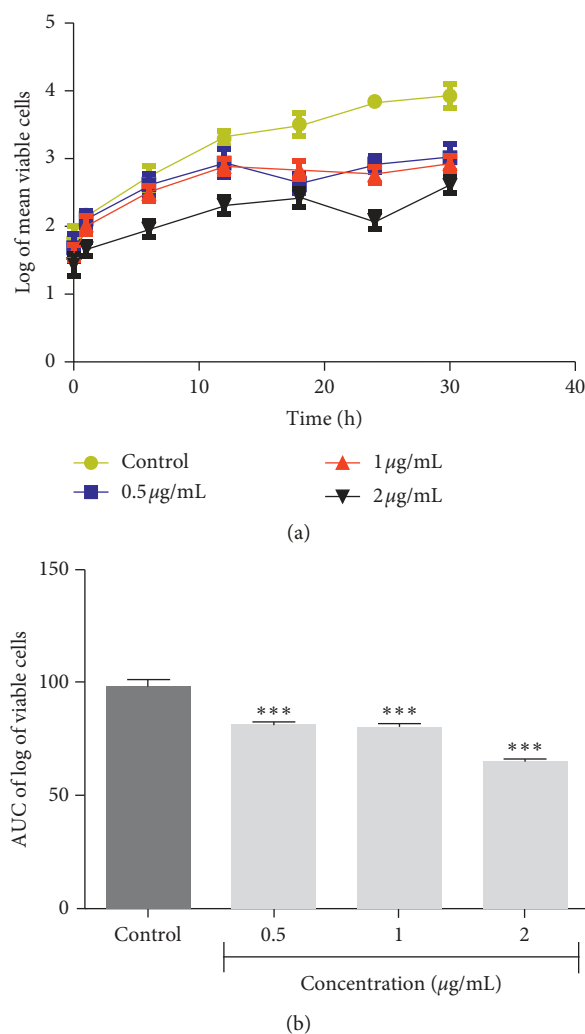 5
4
3
2
1
0
Log of mean viable cells
0 10 20 30 40
Time (h)
Control 1 μg/mL
0.5 μg/mL 2 μg/mL
(a)
150
100
50
0
AUC of log of viable cells
*** *** ***
Control 0.5 1 2
Concentration (μg/mL)
(b)